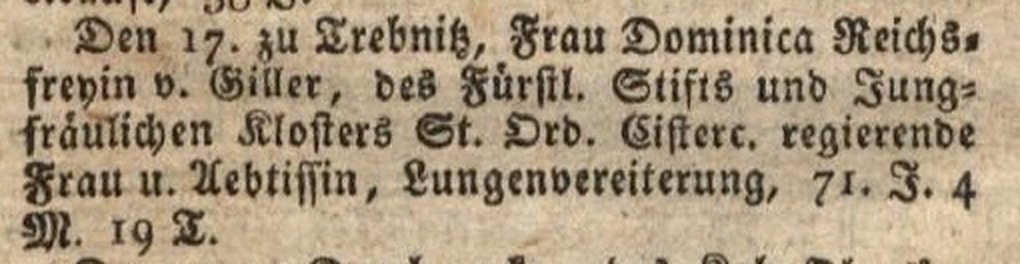 Den 17. zu Trebnitz, Frau Dominica Reichs-
freyin v. Giller, des Fürstl. Stifts und Jung-
fräulichen Klosters St. Ord. Cisterc. regierende
Frau u. Aebtissin, Lungenvereiterung, 71. J. 4
M. 19 T.